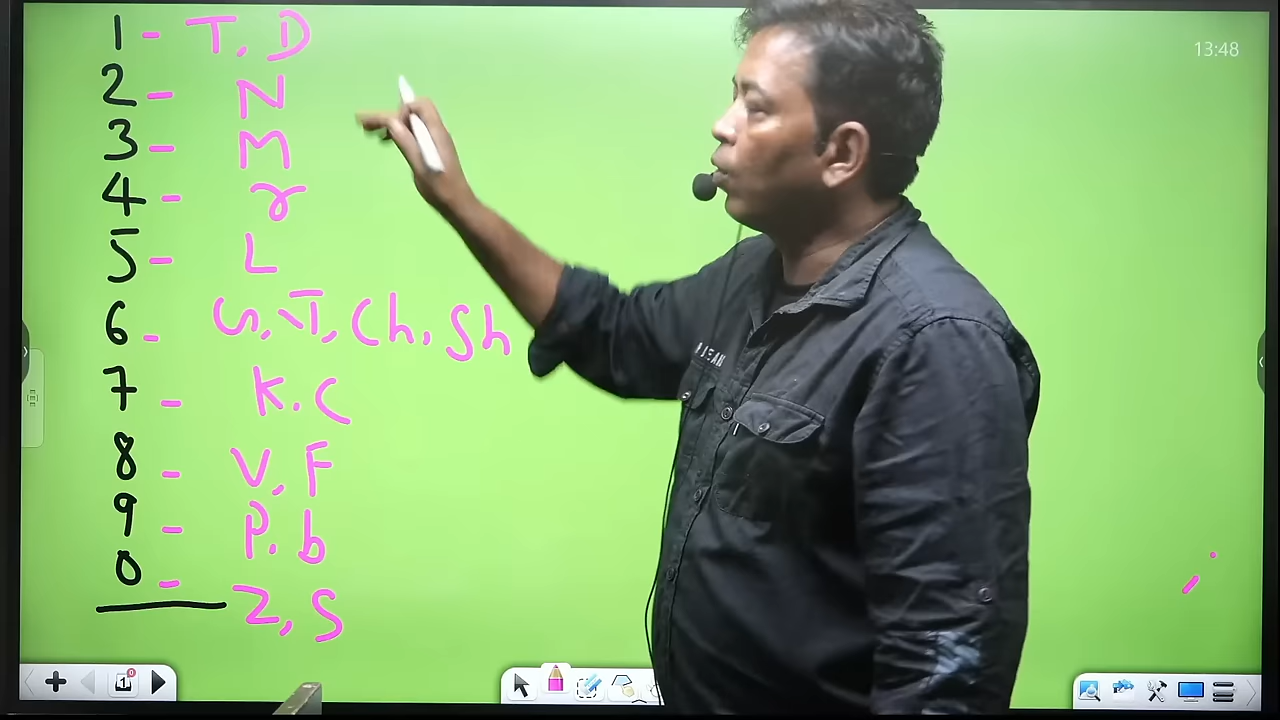 13:48
1 - T, D
2 - N
3 - M
4 - r
5 - L
6 - G, J, Ch, Sh
7 - K, C
8 - V, F
9 - P, b
0 - Z, S